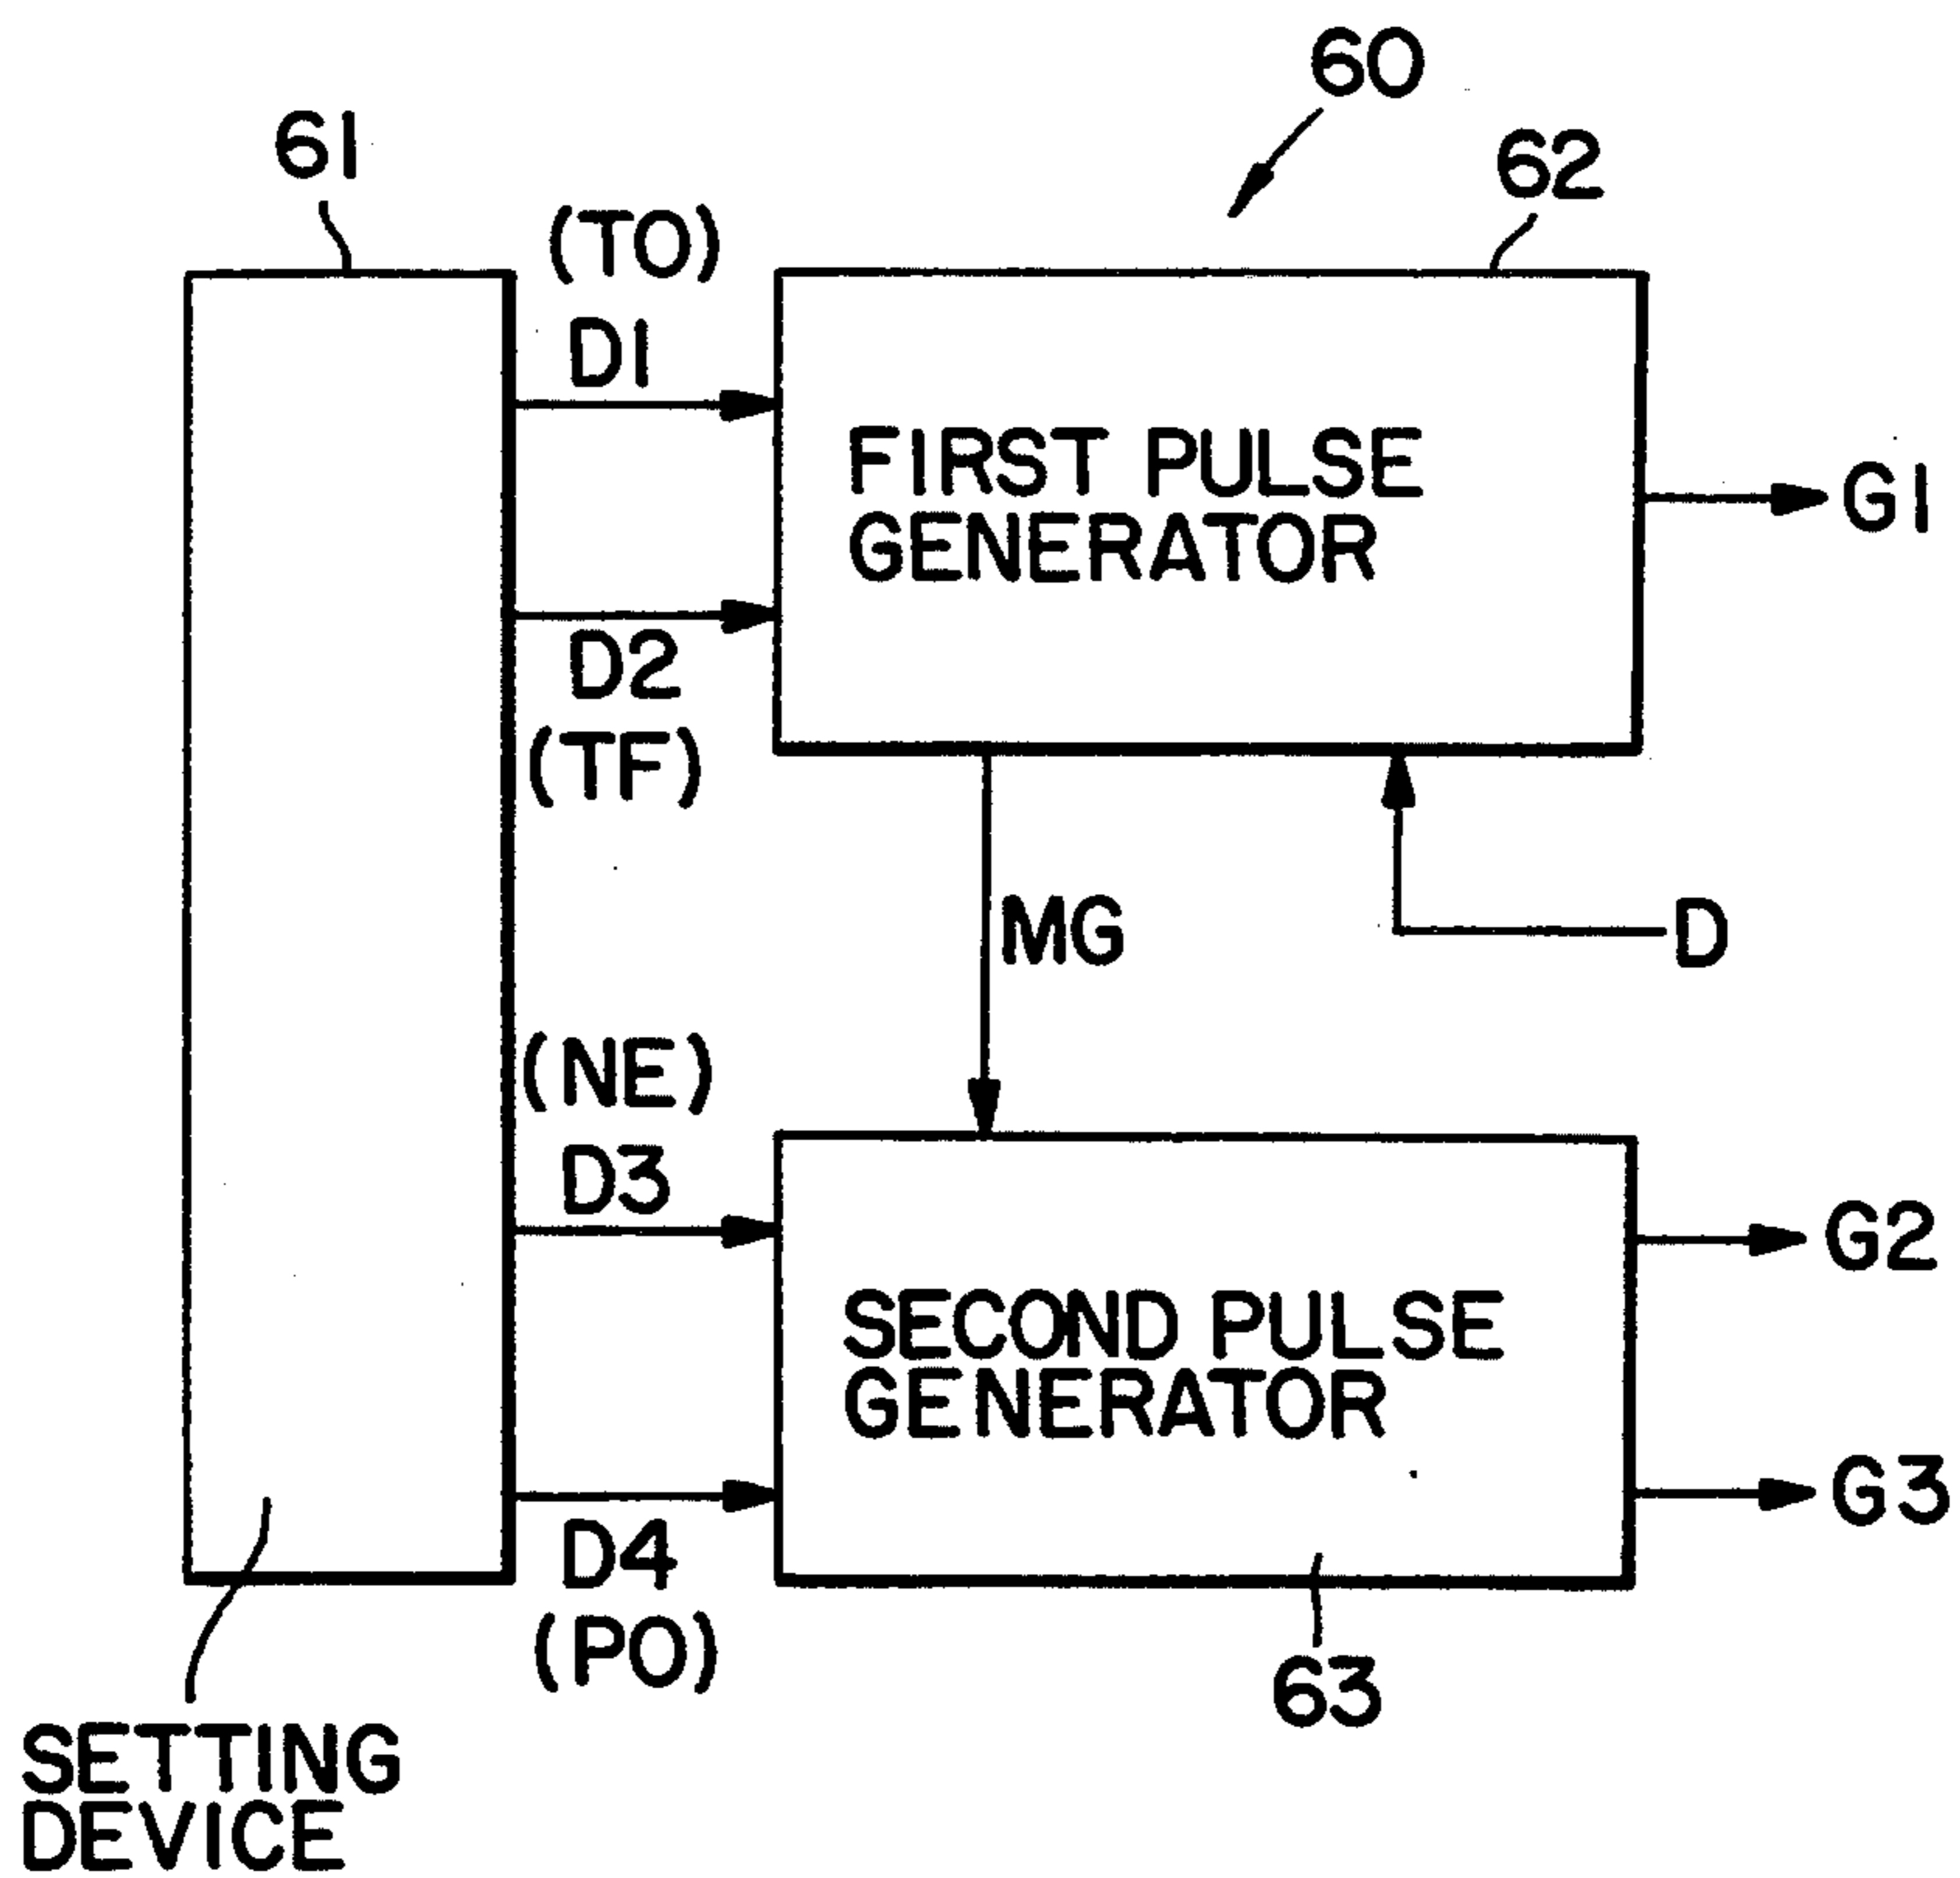 60
61
62
(TO)
D1
FIRST PULSE
GENERATOR
G1
D2
(TF)
MG
D
(NE)
D3
SECOND PULSE
GENERATOR
G2
G3
D4
(PO)
63
SETTING
DEVICE